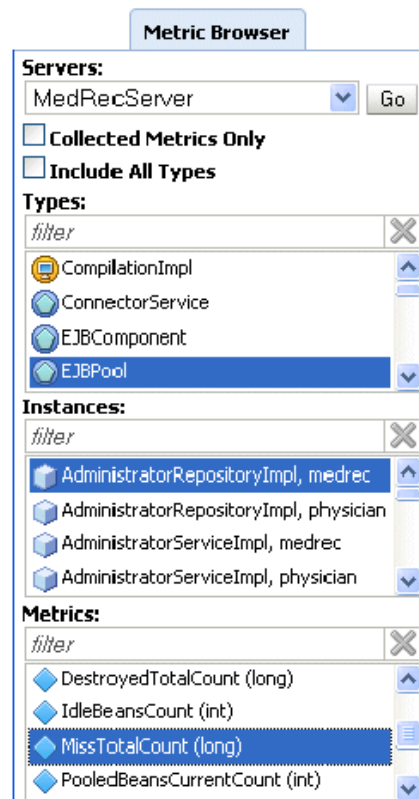 Metric Browser
Servers:
MedRecServer
Go
Collected Metrics Only
Include All Types
Types:
filter
CompilationImpl
ConnectorService
EJBComponent
EJBPool
Instances:
filter
AdministratorRepositoryImpl, medrec
AdministratorRepositoryImpl, physician
AdministratorServiceImpl, medrec
AdministratorServiceImpl, physician
Metrics:
filter
DestroyedTotalCount (long)
IdleBeansCount (int)
MissTotalCount (long)
PooledBeansCurrentCount (int)